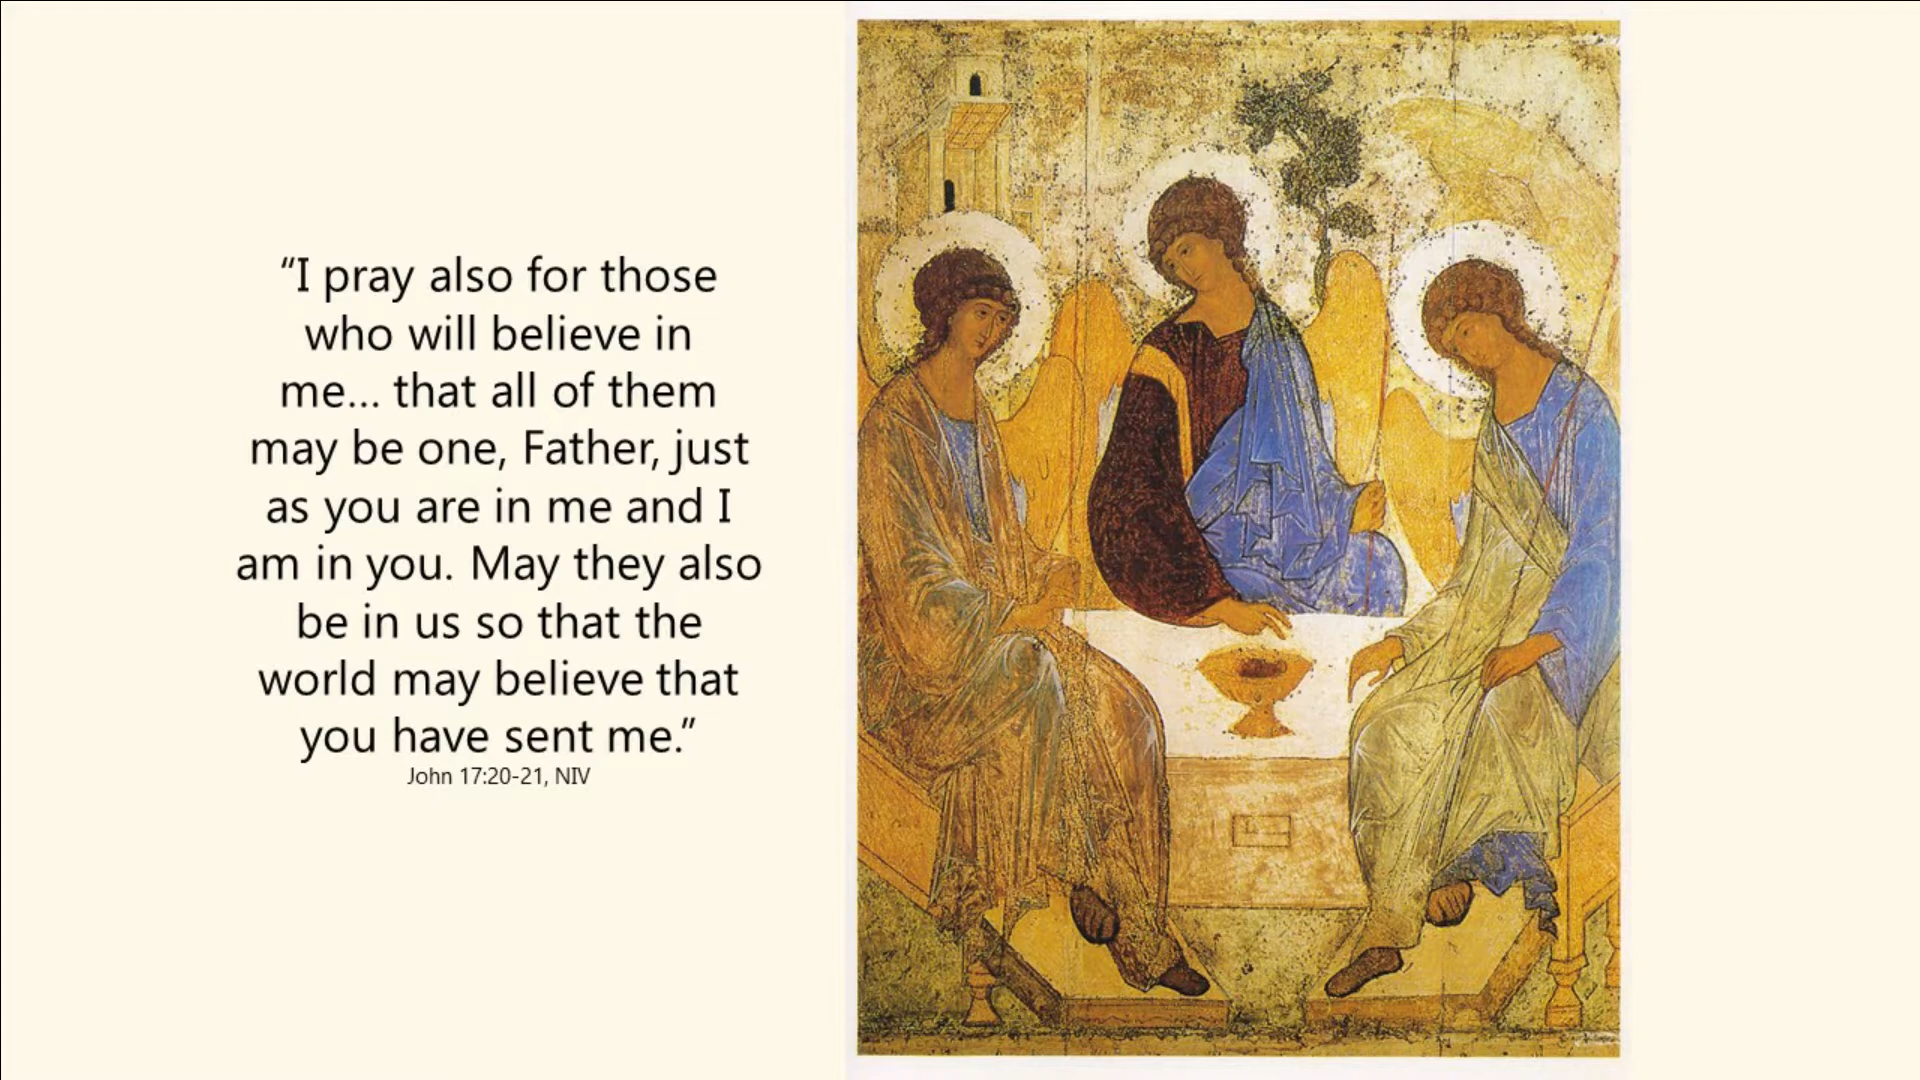 “I pray also for those
who will believe in
me... that all of them
may be one, Father, just
as you are in me and I
am in you. May they also
be in us so that the
world may believe that
you have sent me.”
John 17:20-21, NIV